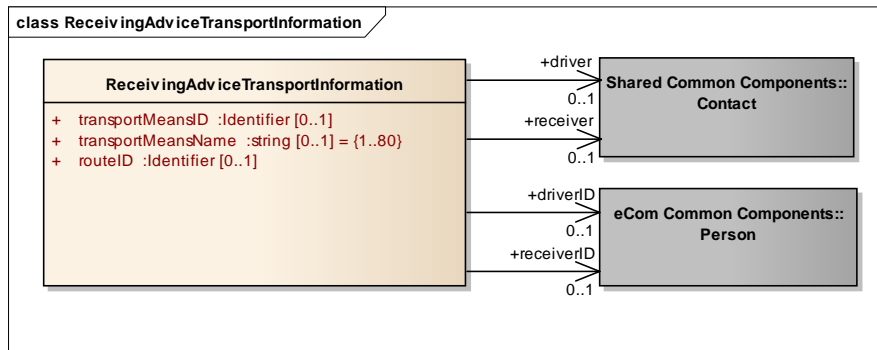 class ReceivingAdviceTransportInformation
ReceivingAdviceTransportInformation
+ transportMeansID :Identifier [0..1]
+ transportMeansName :string [0..1] = {1..80}
+ routeID :Identifier [0..1]
+driver
0..1
+receiver
0..1
Shared Common Components::
Contact
+driverID
0..1
+receiverID
0..1
eCom Common Components::
Person